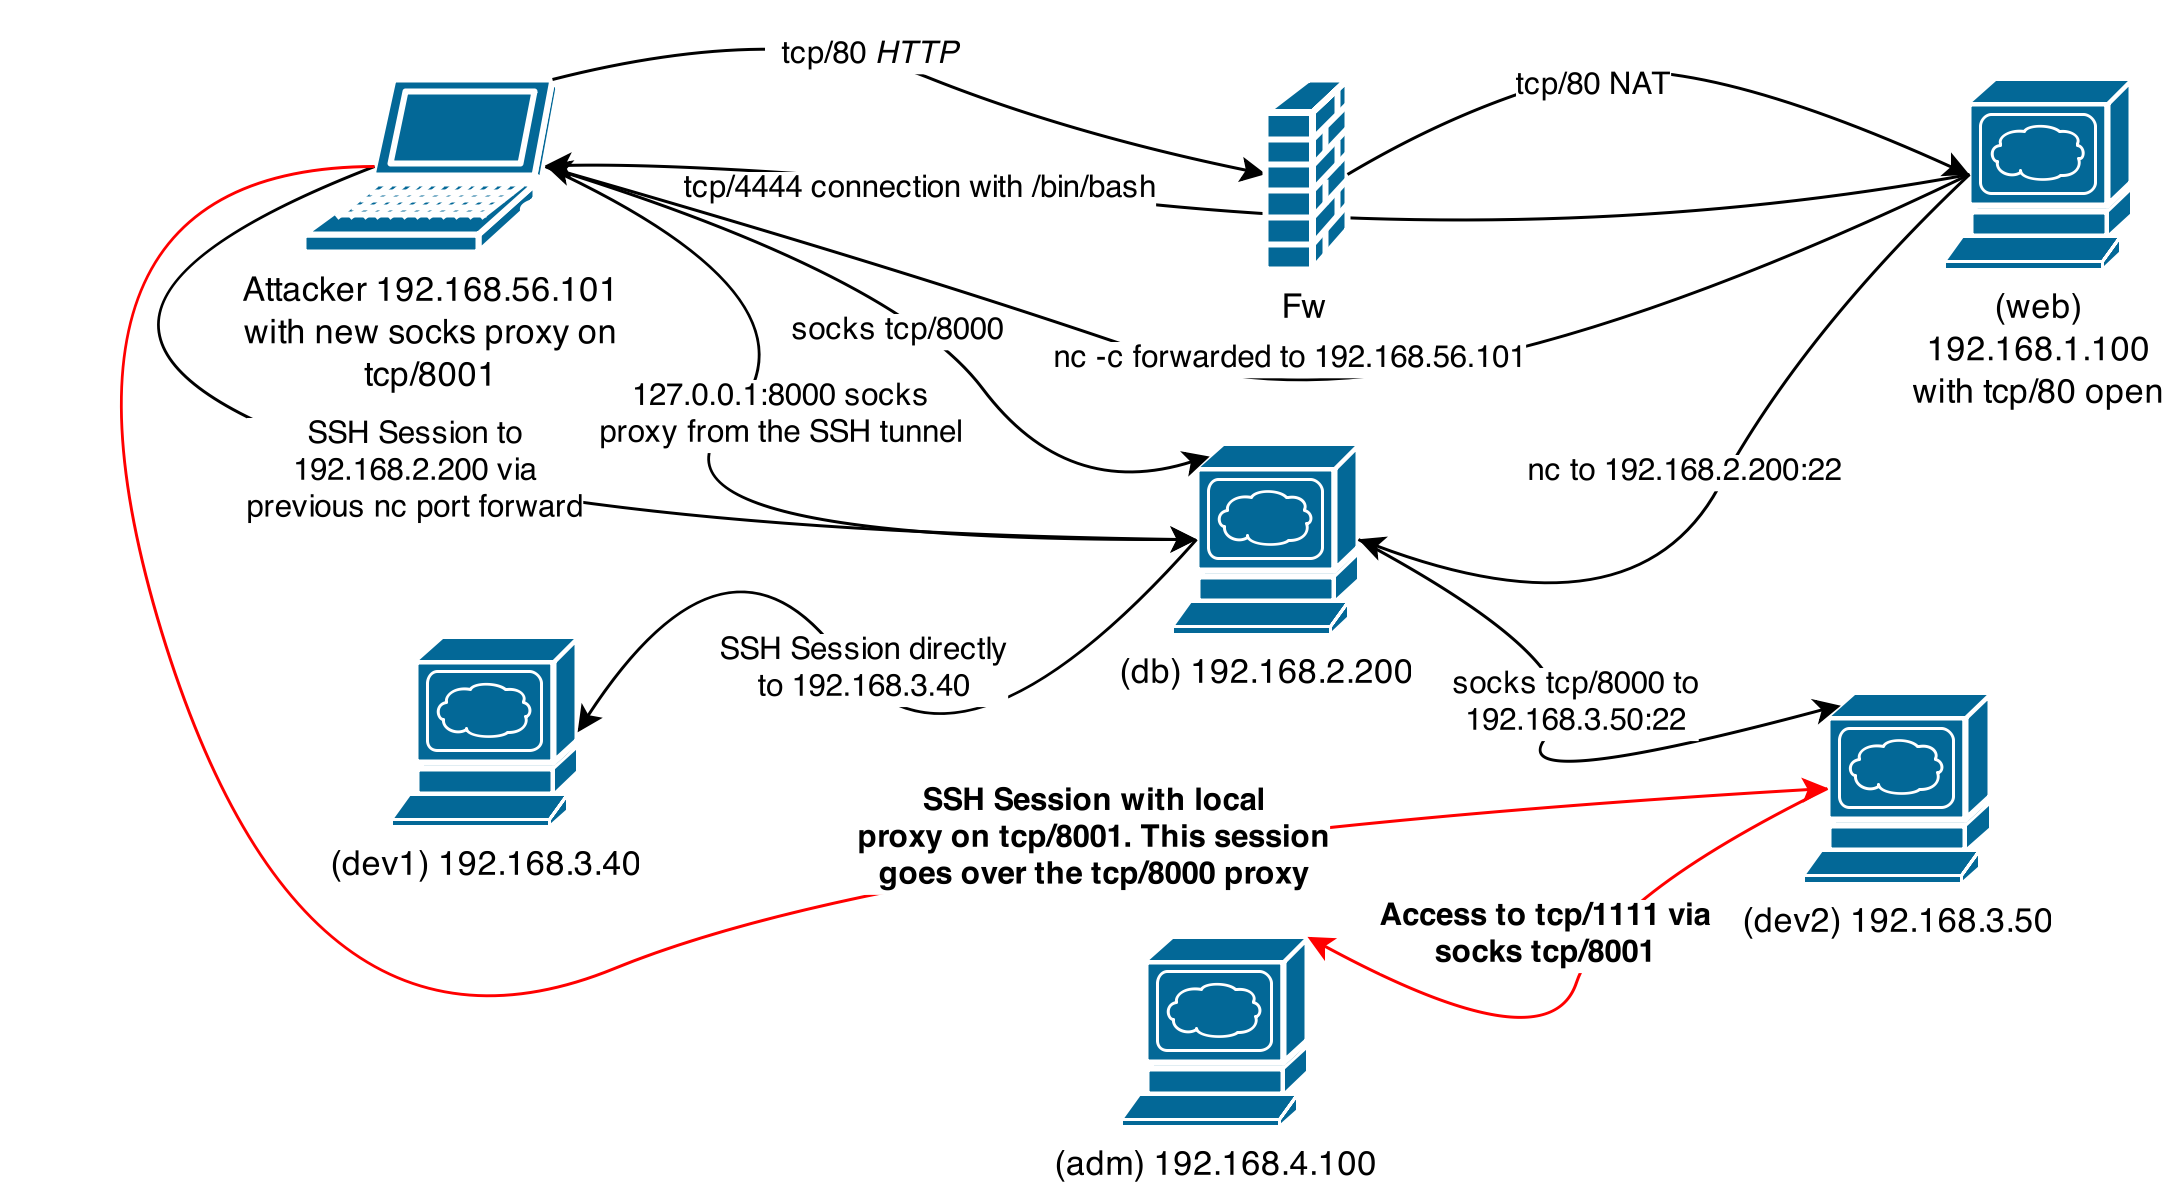 tcp/80 HTTP
tcp/80 NAT
tcp/4444 connection with /bin/bash
Attacker 192.168.56.101
with new socks proxy on
tcp/8001
Fw
(web)
192.168.1.100
with tcp/80 open
socks tcp/8000
nc -c forwarded to 192.168.56.101
127.0.0.1:8000 socks
proxy from the SSH tunnel
SSH Session to
192.168.2.200 via
previous nc port forward
nc to 192.168.2.200:22
SSH Session directly
to 192.168.3.40
(db) 192.168.2.200
socks tcp/8000 to
192.168.3.50:22
(dev1) 192.168.3.40
SSH Session with local
proxy on tcp/8001. This session
goes over the tcp/8000 proxy
Access to tcp/1111 via
socks tcp/8001
(dev2) 192.168.3.50
(adm) 192.168.4.100